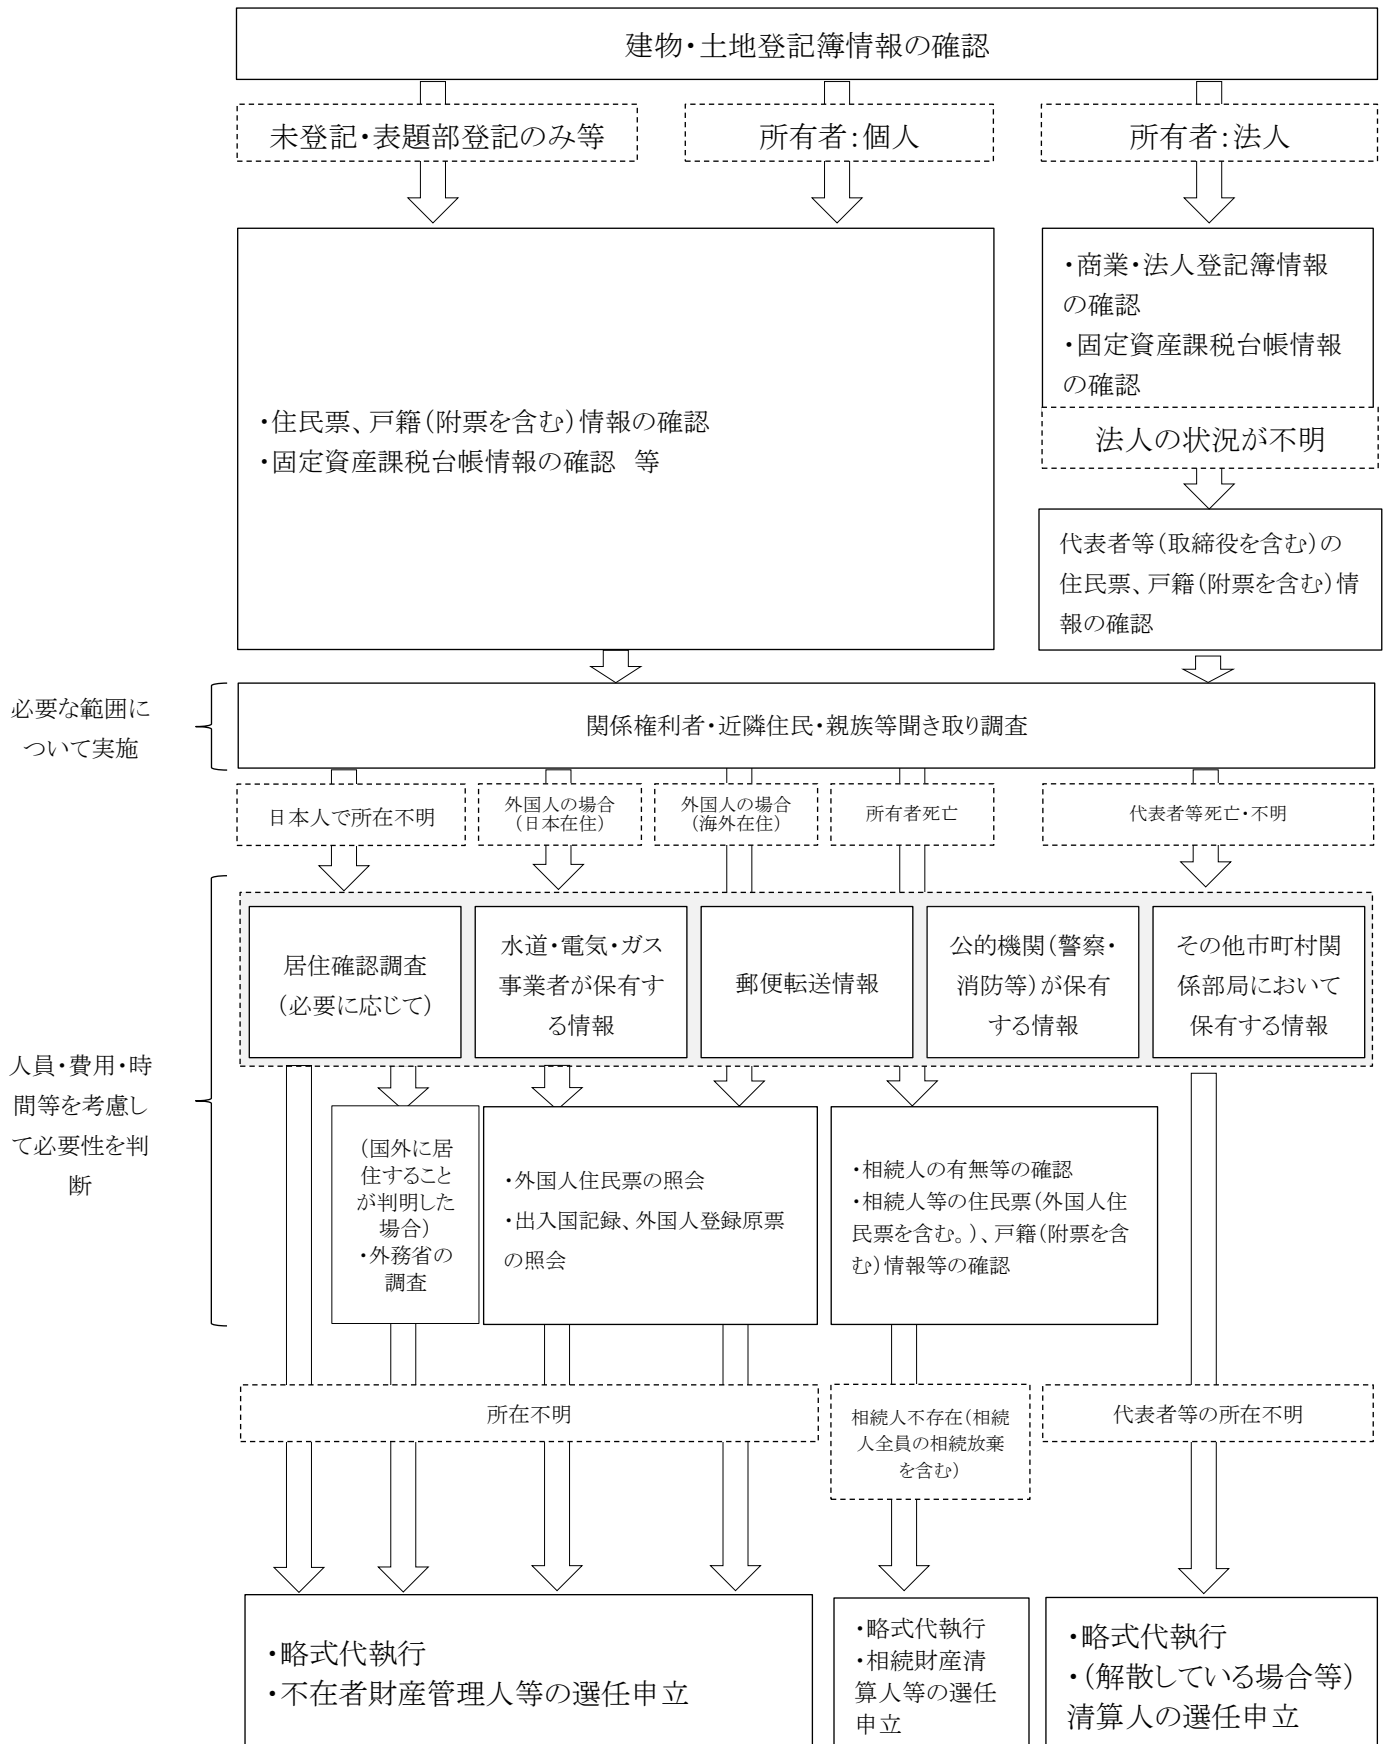 建物・土地登記簿情報の確認
未登記・表題部登記のみ等
所有者：個人
所有者：法人
・住民票、戸籍（附票を含む）情報の確認
・固定資産課税台帳情報の確認　等
・商業・法人登記簿情報
の確認
・固定資産課税台帳情報
の確認
法人の状況が不明
代表者等（取締役を含む）の
住民票、戸籍（附票を含む）情
報の確認
必要な範囲に
ついて実施
関係権利者・近隣住民・親族等聞き取り調査
日本人で所在不明
外国人の場合
（日本在住）
外国人の場合
（海外在住）
所有者死亡
代表者等死亡・不明
人員・費用・時
間等を考慮し
て必要性を判
断
居住確認調査
（必要に応じて）
水道・電気・ガス
事業者が保有す
る情報
郵便転送情報
公的機関（警察・
消防等）が保有
する情報
その他市町村関
係部局において
保有する情報
（国外に居
住すること
が判明した
場合）
・外務省の
調査
・外国人住民票の照会
・出入国記録、外国人登録原票
の照会
・相続人の有無等の確認
・相続人等の住民票（外国人住
民票を含む。）、戸籍（附票を含
む）情報等の確認
所在不明
相続人不存在（相続
人全員の相続放棄
を含む）
代表者等の所在不明
・略式代執行
・不在者財産管理人等の選任申立
・略式代執行
・相続財産清
算人等の選任
申立
・略式代執行
・（解散している場合等）
清算人の選任申立